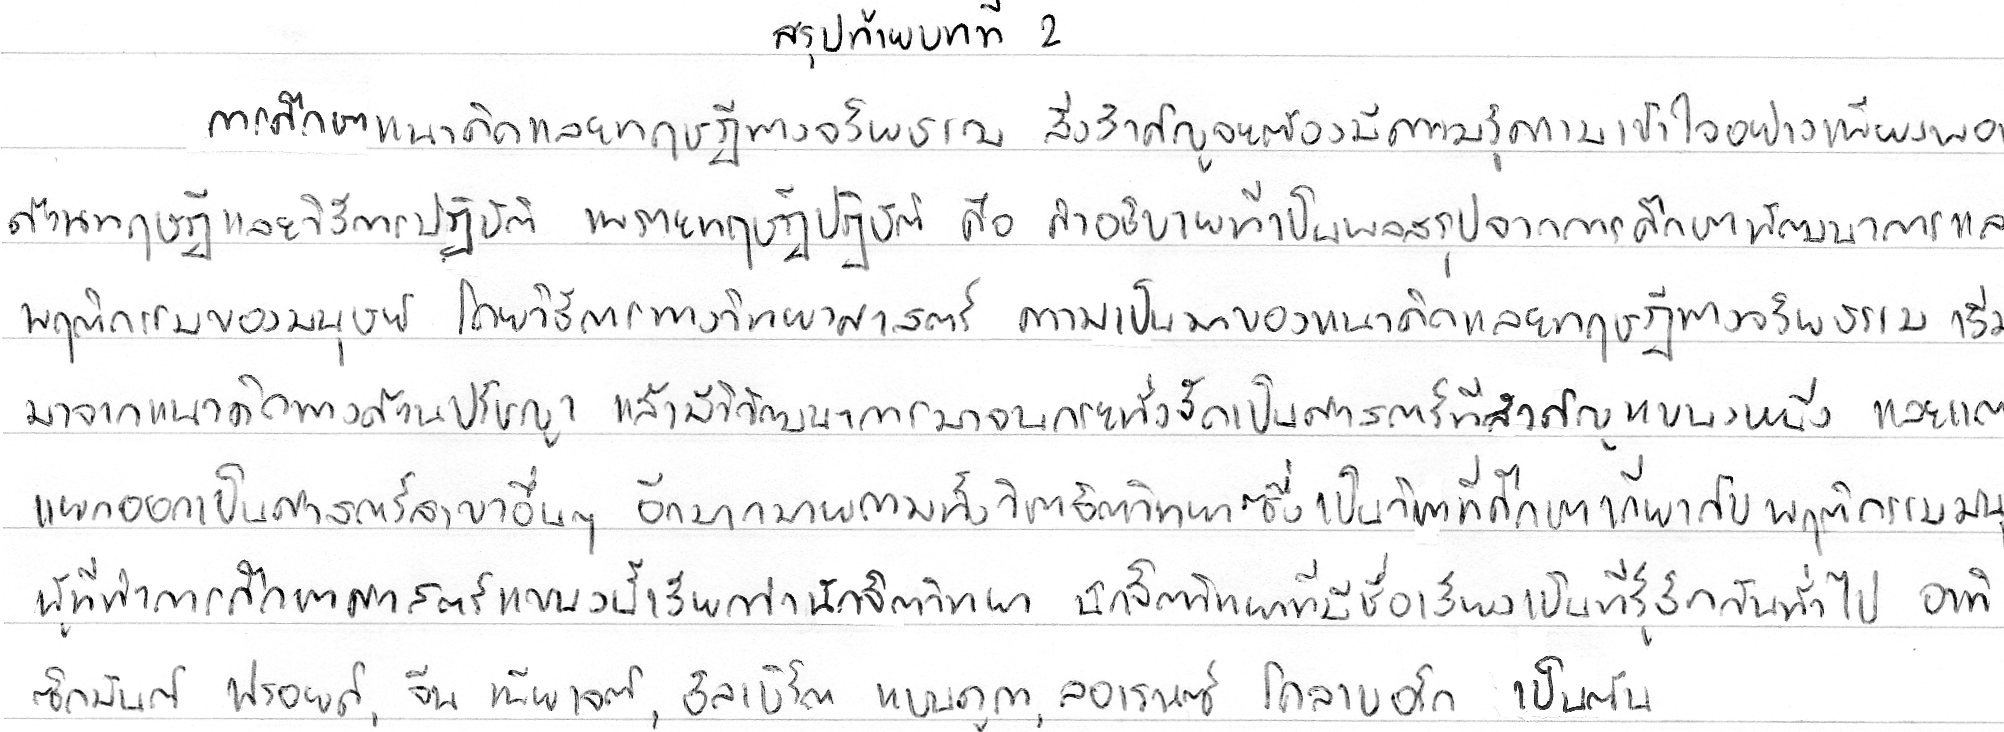 สรุปท้ายบทที่ 2
การศึกษาแนวคิดและทฤษฎีทางจริยธรรม สิ่งสำคัญจะต้องมีความรู้ความเข้าใจอย่างเพียงพอ
ด้านทฤษฎีและวิธีการปฏิบัติ เพราะทฤษฎีปฏิบัติ คือ คำอธิบายที่เป็นผลสรุปจากการศึกษาพัฒนาการแล
พฤติกรรมของมนุษย์ โดยวิธีการทางวิทยาศาสตร์ ความเป็นมาของแนวคิดและทฤษฎีทางจริยธรรม เริ่ม
มาจากแนวคิดทางด้านปรัชญา แล้วมีวิวัฒนาการมาจนกระทั่งจัดเป็นศาสตร์ที่สำคัญแขนงหนึ่ง และแต
แยกออกเป็นศาสตร์สาขาอื่นๆ อีกมากมายรวมทั้งวิชาจิตวิทยาซึ่งเป็นวิชาที่ศึกษาเกี่ยวกับพฤติกรรมมนุ
ผู้ที่ทำการศึกษาศาสตร์แขนงนี้เรียกว่านักจิตวิทยา นักจิตวิทยาที่มีชื่อเสียงเป็นที่รู้จักกันทั่วไป อาทิ
ซิกมันด์ ฟรอยด์, จีน เพียเจต์, อัลเบิร์ต แบนดูรา, ลอเรนซ์ โคลเบอร์ก เป็นต้น